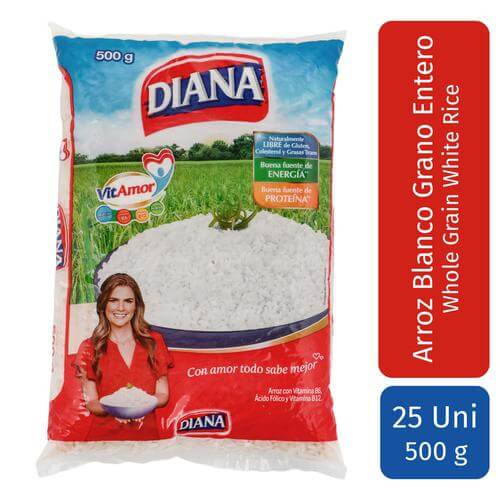 500 g
DIANA
Naturalmente
LIBRE de Gluten,
Colesterol y Grasas Trans
Buena fuente de
ENERGÍA
Buena fuente de
PROTEÍNA
VitAmor
Con amor todo sabe mejor
Arroz con Vitamina B6,
Ácido Fólico y Vitamina B12.
DIANA
DIANA
Arroz Blanco Grano Entero
Whole Grain White Rice
25 Uni
500 g